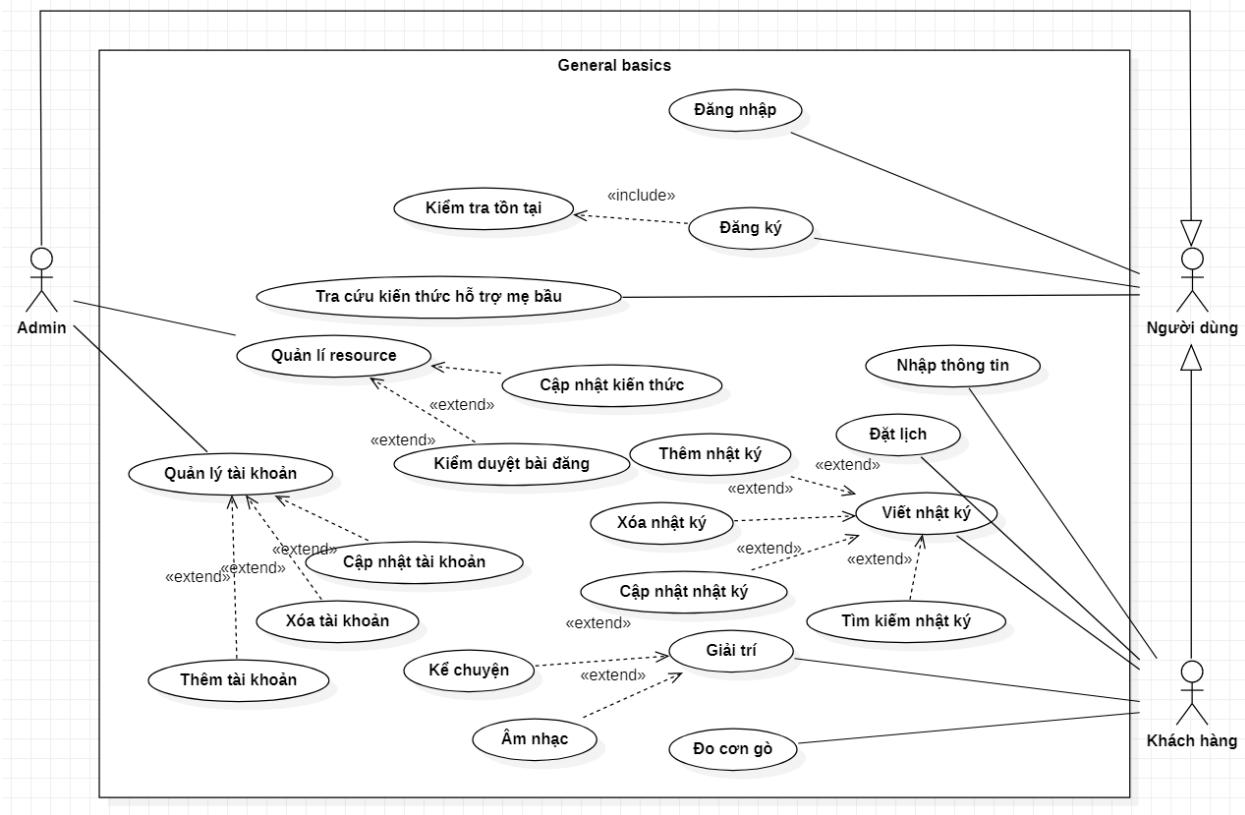 General basics
Đăng nhập
«include»
Kiểm tra tồn tại
Đăng ký
Tra cứu kiến thức hỗ trợ mẹ bầu
Admin
Người dùng
Quản lí resource
Nhập thông tin
Cập nhật kiến thức
«extend»
Đặt lịch
«extend»
Thêm nhật ký
Kiểm duyệt bài đăng
«extend»
Quản lý tài khoản
«extend»
Viết nhật ký
Xóa nhật ký
«extend»
«extend»
«extend»
Cập nhật tài khoản
«extend»
«extend»
Cập nhật nhật ký
Xóa tài khoản
«extend»
Tìm kiếm nhật ký
Giải trí
Kể chuyện
«extend»
Thêm tài khoản
Âm nhạc
Đo cơn gò
Khách hàng